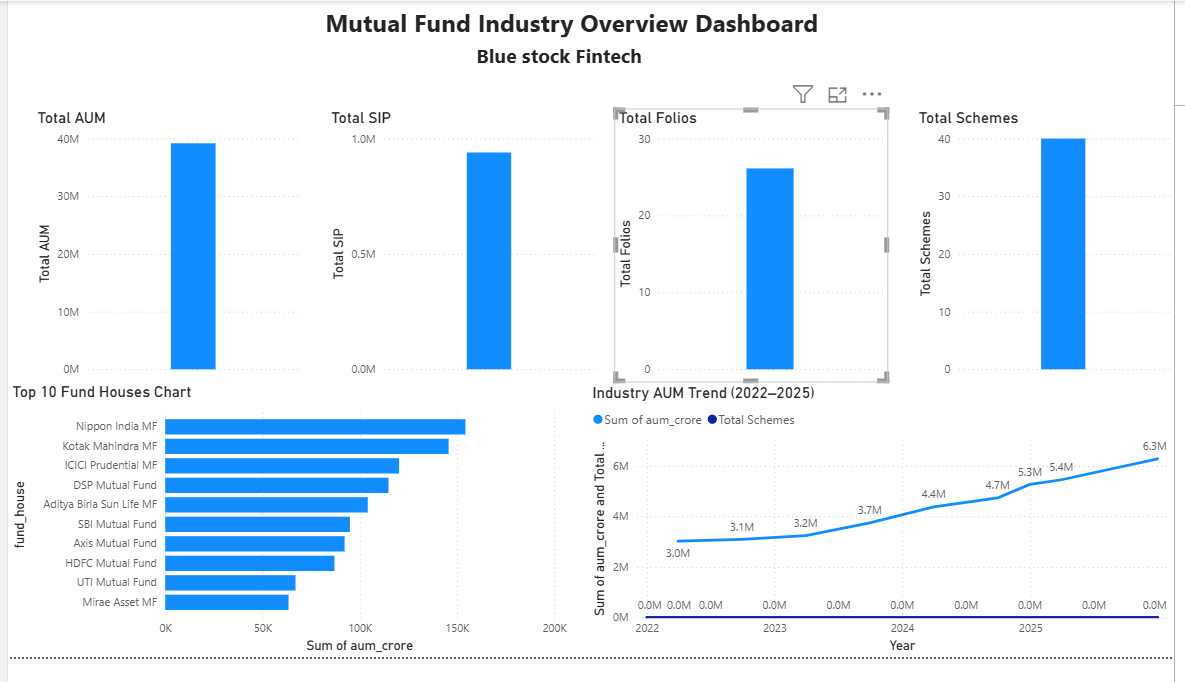 Mutual Fund Industry Overview Dashboard
Blue stock Fintech
Total AUM
40M
30M
20M
10M
0M
Total AUM
Total SIP
1.0M
0.5M
0.0M
Total SIP
Total Folios
30
20
10
0
Total Folios
Total Schemes
40
30
20
10
0
Total Schemes
Top 10 Fund Houses Chart
fund_house
Nippon India MF
Kotak Mahindra MF
ICICI Prudential MF
DSP Mutual Fund
Aditya Birla Sun Life MF
SBI Mutual Fund
Axis Mutual Fund
HDFC Mutual Fund
UTI Mutual Fund
Mirae Asset MF
0K 50K 100K 150K 200K
Sum of aum_crore
Industry AUM Trend (2022–2025)
Sum of aum_crore Total Schemes
Sum of aum_crore and Total ...
6M
4M
2M
0M
3.0M 3.1M 3.2M 3.7M 4.4M 4.7M 5.3M 5.4M 6.3M
0.0M 0.0M 0.0M 0.0M 0.0M 0.0M 0.0M 0.0M 0.0M 0.0M
2022 2023 2024 2025
Year